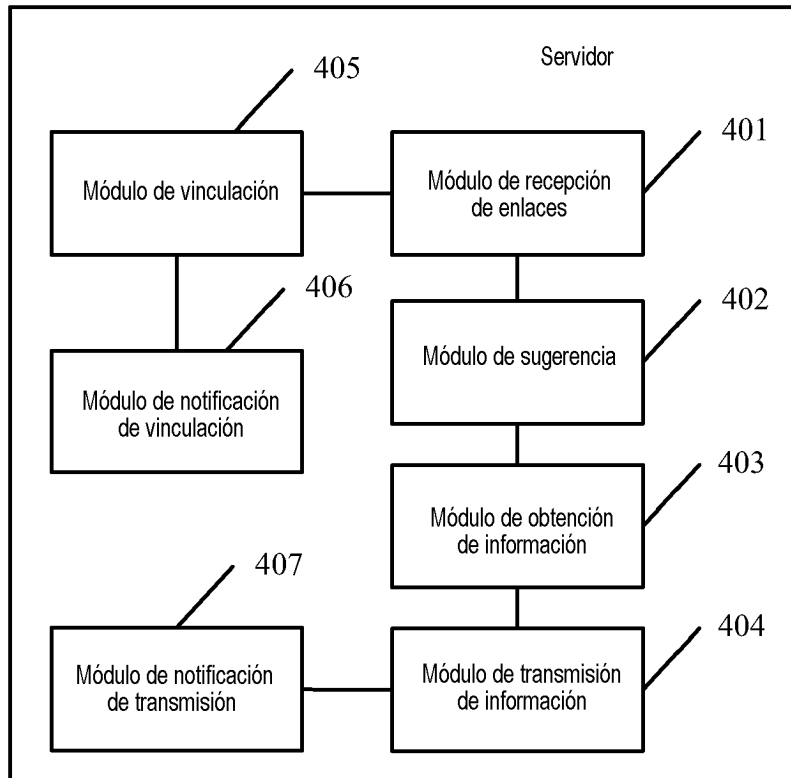 Servidor
405
Módulo de vinculación
401
Módulo de recepción
de enlaces
406
Módulo de notificación
de vinculación
402
Módulo de sugerencia
403
Módulo de obtención
de información
407
Módulo de notificación
de transmisión
404
Módulo de transmisión
de información